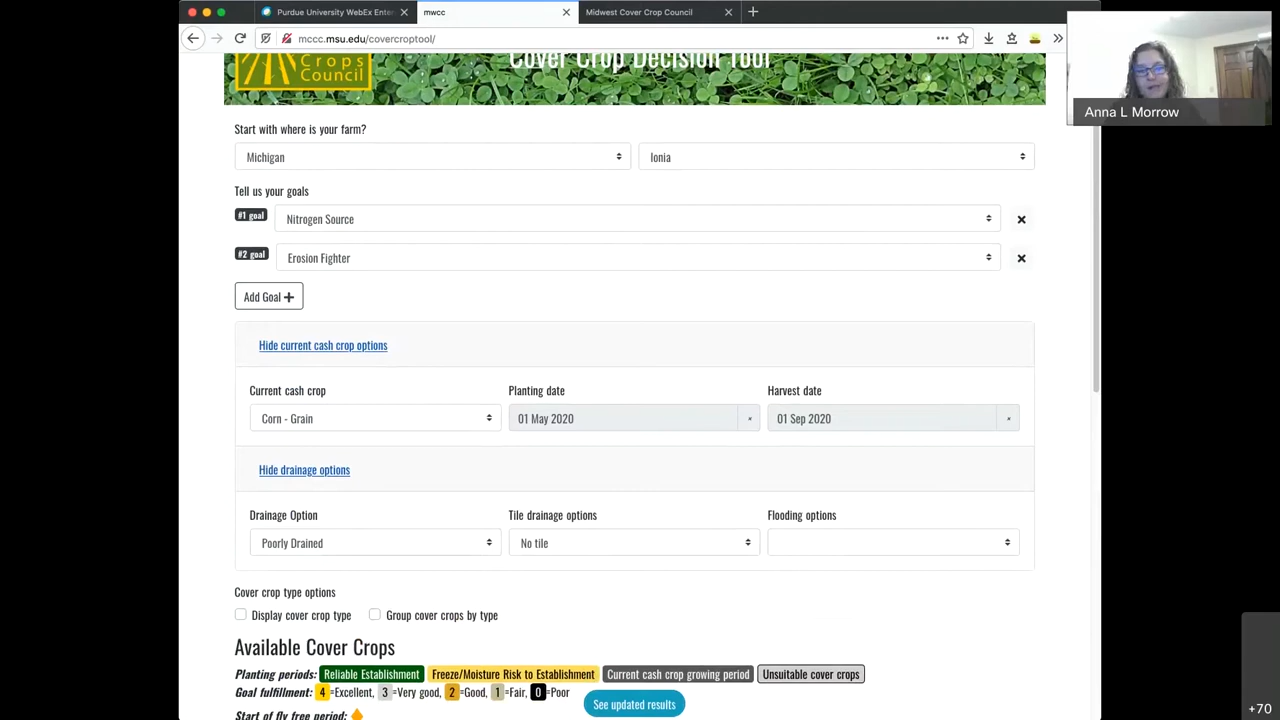 Purdue University WebEx Enter
mwcc
Midwest Cover Crop Council
mccc.msu.edu/covercroptool/
Crops
Council
Cover Crop Decision Tool
Anna L Morrow
Start with where is your farm?
Michigan
Ionia
Tell us your goals
#1 goal
Nitrogen Source
#2 goal
Erosion Fighter
Add Goal
Hide current cash crop options
Current cash crop
Planting date
Harvest date
Corn - Grain
01 May 2020
01 Sep 2020
Hide drainage options
Drainage Option
Tile drainage options
Flooding options
Poorly Drained
No tile
Cover crop type options
Display cover crop type
Group cover crops by type
Available Cover Crops
Planting periods: Reliable Establishment Freeze/Moisture Risk to Establishment Current cash crop growing period Unsuitable cover crops
Goal fulfillment: 4 =Excellent, 3 =Very good, 2 =Good, 1 =Fair, 0 =Poor
See updated results
Start of fly free period:
+70